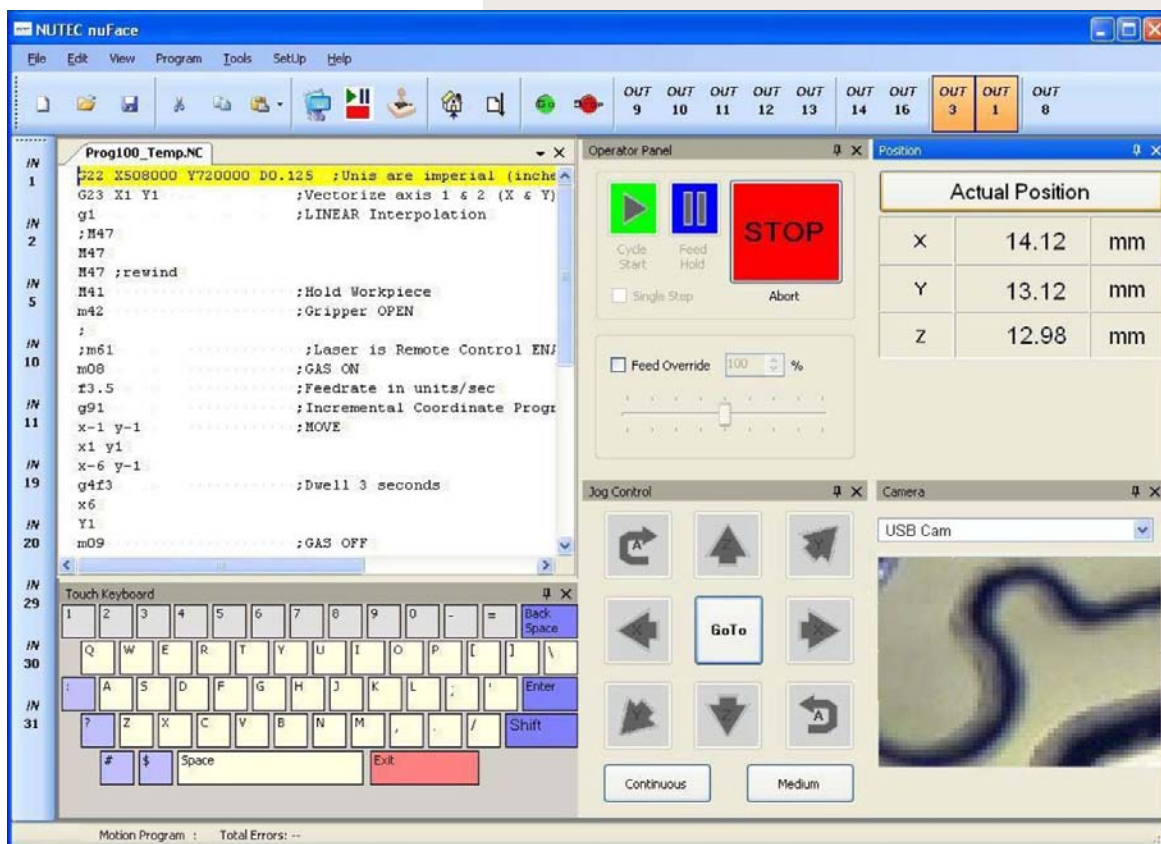 NUTEC nuFace
File Edit View Program Tools SetUp Help
Go
OUT 9 OUT 10 OUT 11 OUT 12 OUT 13 OUT 14 OUT 16 OUT 3 OUT 1 OUT 8
IN 1
IN 2
IN 5
IN 10
IN 11
IN 19
IN 20
IN 29
IN 30
IN 31
Prog100_Temp.NC
G22 X508000 Y720000 D0.125 ;Unis are imperial (inche
G23 X1 Y1 ;Vectorize axis 1 & 2 (X & Y)
g1 ;LINEAR Interpolation
;M47
M47
M47 ;rewind
M41 ;Hold Workpiece
m42 ;Gripper OPEN
;
;m61 ;Laser is Remote Control ENA
m08 ;GAS ON
f3.5 ;Feedrate in units/sec
g91 ;Incremental Coordinate Progr
x-1 y-1 ;MOVE
x1 y1
x-6 y-1
g4f3 ;Dwell 3 seconds
x6
Y1
m09 ;GAS OFF
Touch Keyboard
1 2 3 4 5 6 7 8 9 0 - = Back Space
Q W E R T Y U I O P [ ] \
: A S D F G H J K L ; ' Enter
? Z X C V B N M , . / Shift
# $ Space Exit
Operator Panel
Cycle Start
Feed Hold
STOP
Single Step
Abort
Feed Override 100 %
Jog Control
A Z Y
X GoTo X
Y Z A
Continuous Medium
Position
Actual Position
X 14.12 mm
Y 13.12 mm
Z 12.98 mm
Camera
USB Cam
Motion Program : Total Errors: --